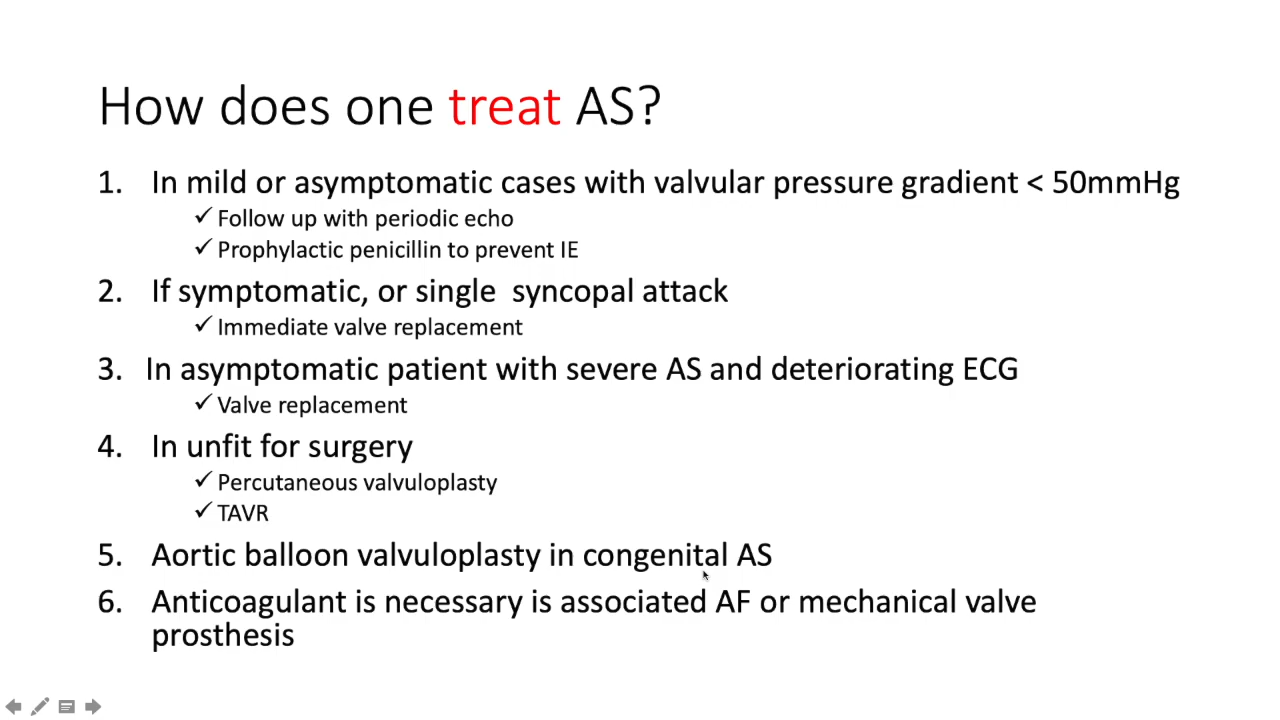 How does one treat AS?
1. In mild or asymptomatic cases with valvular pressure gradient < 50mmHg
✓ Follow up with periodic echo
✓ Prophylactic penicillin to prevent IE
2. If symptomatic, or single  syncopal attack
✓ Immediate valve replacement
3. In asymptomatic patient with severe AS and deteriorating ECG
✓ Valve replacement
4. In unfit for surgery
✓ Percutaneous valvuloplasty
✓ TAVR
5. Aortic balloon valvuloplasty in congenital AS
6. Anticoagulant is necessary is associated AF or mechanical valve
prosthesis